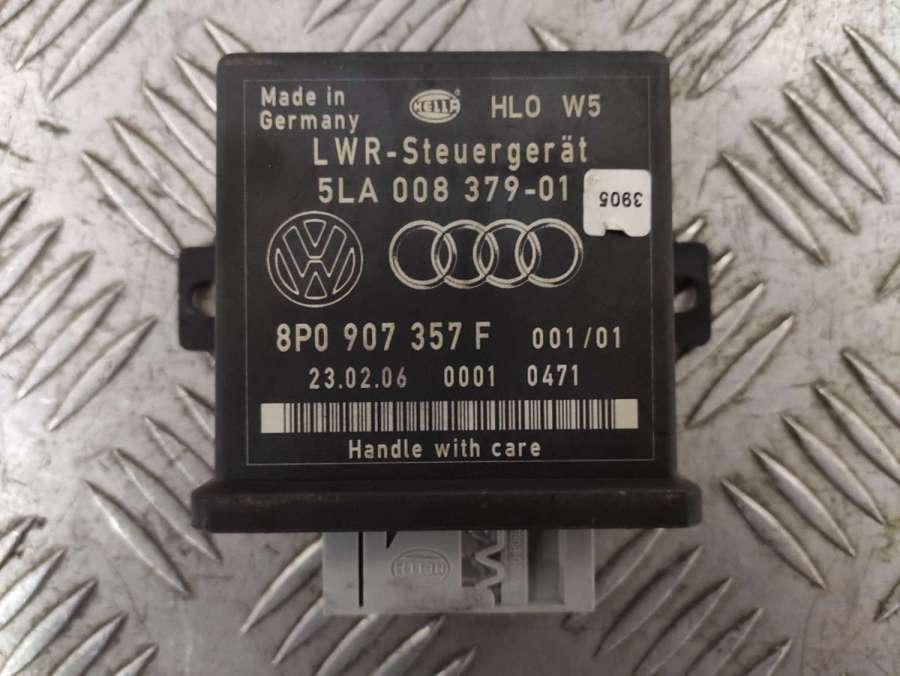 Made in
Germany
HELLA
HLO W5
LWR-Steuergerät
5LA 008 379-01
3905
8P0 907 357 F 001/01
23.02.06 0001 0471
Handle with care
HELLA